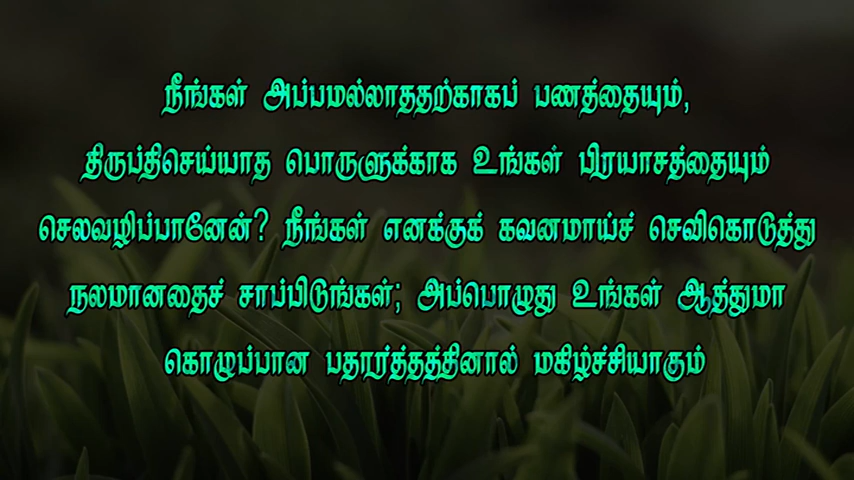 நீங்கள் அப்பமல்லாததற்காகப் பணத்தையும்,
திருப்திசெய்யாத பொருளுக்காக உங்கள் பிரயாசத்தையும்
செலவழிப்பானேன்? நீங்கள் எனக்குக் கவனமாய்ச் செவிகொடுத்து
நலமானதைச் சாப்பிடுங்கள்; அப்பொழுது உங்கள் ஆத்துமா
கொழுப்பான பதார்த்தத்தினால் மகிழ்ச்சியாகும்